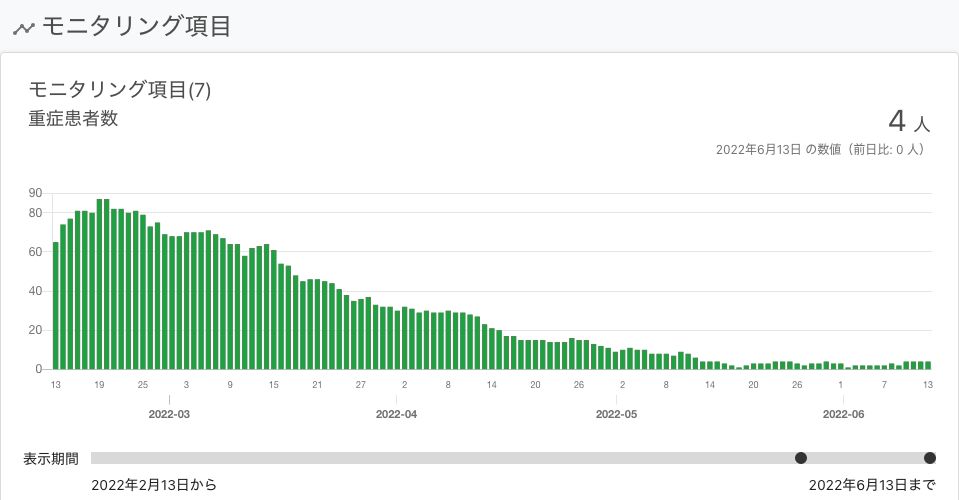 モニタリング項目
モニタリング項目(7)
重症患者数
4 人
2022年6月13日 の数値（前日比: 0 人）
90
80
60
40
20
0
13 19 25 3 9 15 21 27 2 8 14 20 26 2 8 14 20 26 1 7 13
2022-03 2022-04 2022-05 2022-06
表示期間
2022年2月13日から 2022年6月13日まで